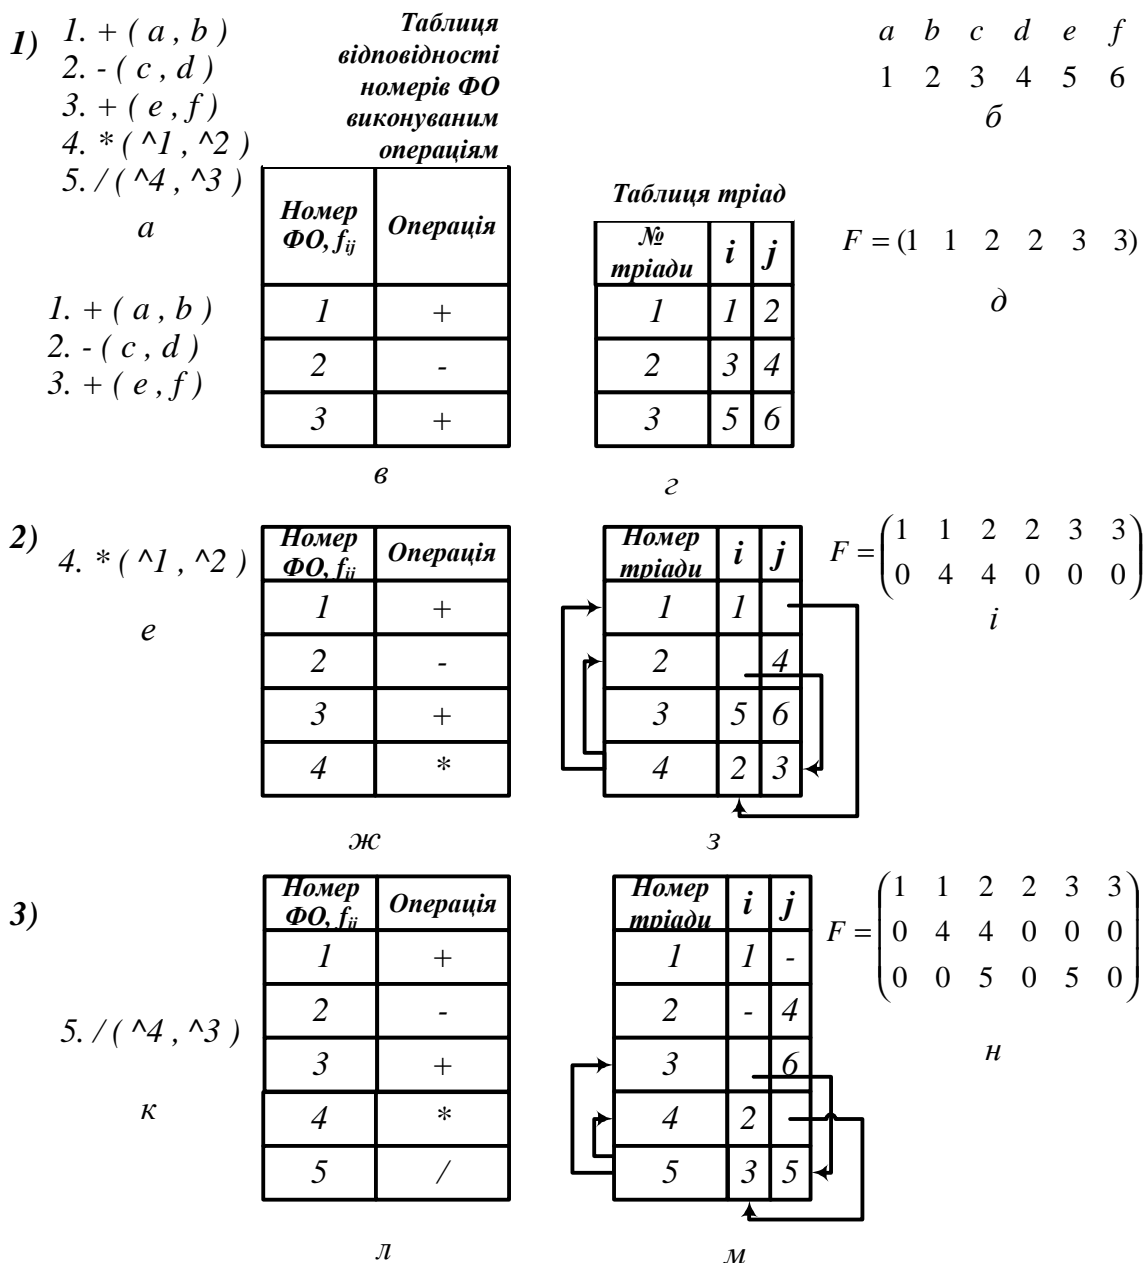 1)
1. + ( a , b )
2. - ( c , d )
3. + ( e , f )
4. * ( ^1 , ^2 )
5. / ( ^4 , ^3 )
а
1. + ( a , b )
2. - ( c , d )
3. + ( e , f )
Таблиця
відповідності
номерів ФО
виконуваним
операціям
Номер ФО, fij Операція
1 +
2 -
3 +
в
Таблиця тріад
№ тріади i j
1 1 2
2 3 4
3 5 6
г
a b c d e f
1 2 3 4 5 6
б
F = (1 1 2 2 3 3)
д
2)
4. * ( ^1 , ^2 )
е
Номер ФО, fij Операція
1 +
2 -
3 +
4 *
ж
Номер тріади i j
1 1
2 4
3 5 6
4 2 3
з
F = (1 1 2 2 3 3
0 4 4 0 0 0)
і
3)
5. / ( ^4 , ^3 )
к
Номер ФО, fij Операція
1 +
2 -
3 +
4 *
5 /
л
Номер тріади i j
1 1 -
2 - 4
3 6
4 2
5 3 5
м
F = (1 1 2 2 3 3
0 4 4 0 0 0
0 0 5 0 5 0)
н